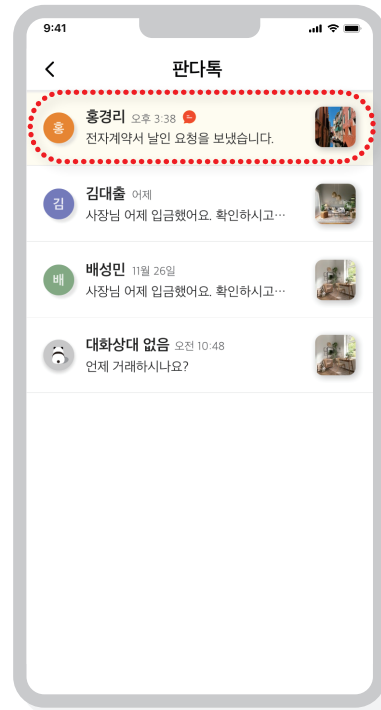 9:41
판다톡
홍
홍경리 오후 3:38
전자계약서 날인 요청을 보냈습니다.
김
김대출 어제
사장님 어제 입금했어요. 확인하시고…
배
배성민 11월 26일
사장님 어제 입금했어요. 확인하시고…
대화상대 없음 오전 10:48
언제 거래하시나요?